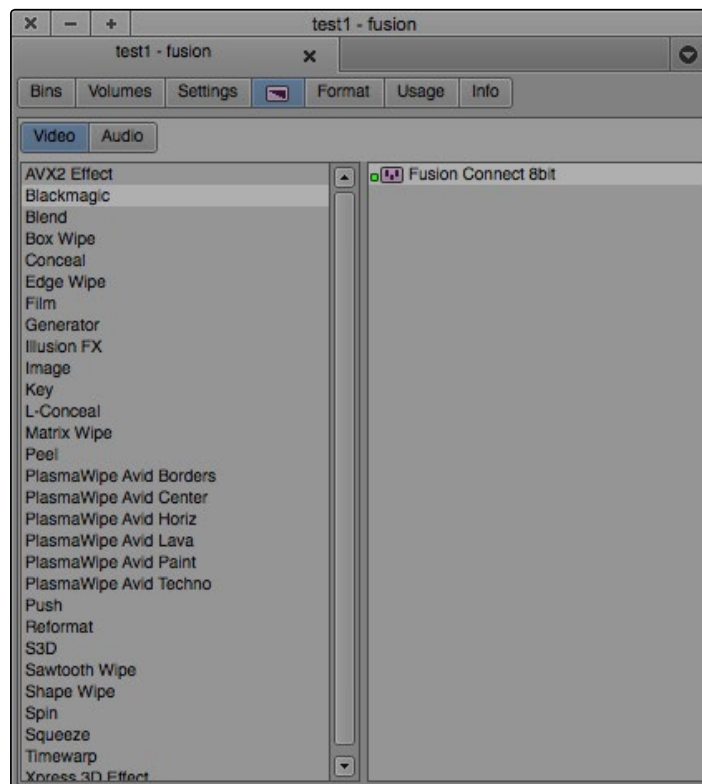 test1 - fusion
test1 - fusion
Bins Volumes Settings Format Usage Info
Video Audio
AVX2 Effect
Blackmagic
Blend
Box Wipe
Conceal
Edge Wipe
Film
Generator
Illusion FX
Image
Key
L-Conceal
Matrix Wipe
Peel
PlasmaWipe Avid Borders
PlasmaWipe Avid Center
PlasmaWipe Avid Horiz
PlasmaWipe Avid Lava
PlasmaWipe Avid Paint
PlasmaWipe Avid Techno
Push
Reformat
S3D
Sawtooth Wipe
Shape Wipe
Spin
Squeeze
Timewarp
Xpress 3D Effect
Fusion Connect 8bit